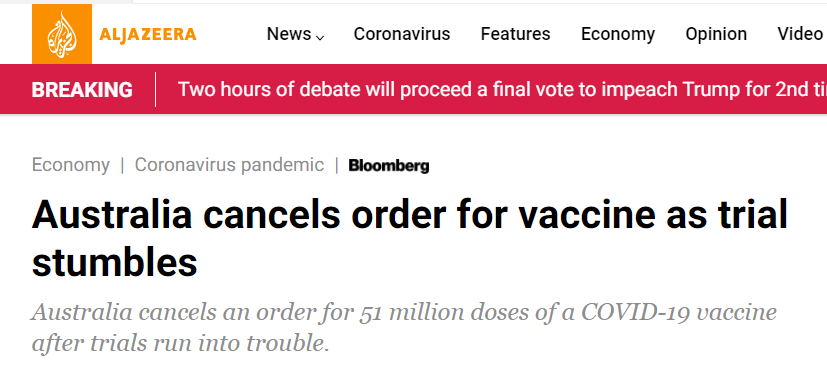 ALJAZEERA
News Coronavirus Features Economy Opinion Video
BREAKING Two hours of debate will proceed a final vote to impeach Trump for 2nd ti
Economy | Coronavirus pandemic | Bloomberg
Australia cancels order for vaccine as trial
stumbles
Australia cancels an order for 51 million doses of a COVID-19 vaccine
after trials run into trouble.